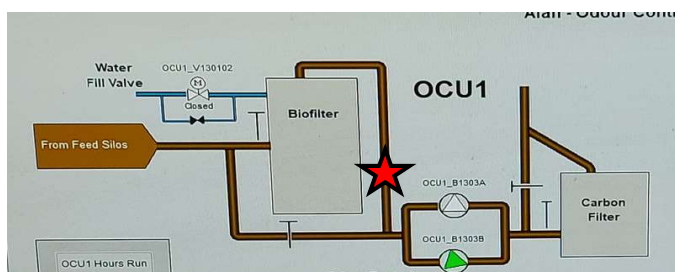 Alan - Odour Cont
Water
Fill Valve
OCU1_V130102
M
Closed
OCU1
Biofilter
From Feed Silos
OCU1_B1303A
Carbon
Filter
OCU1_B1303B
OCU1 Hours Run